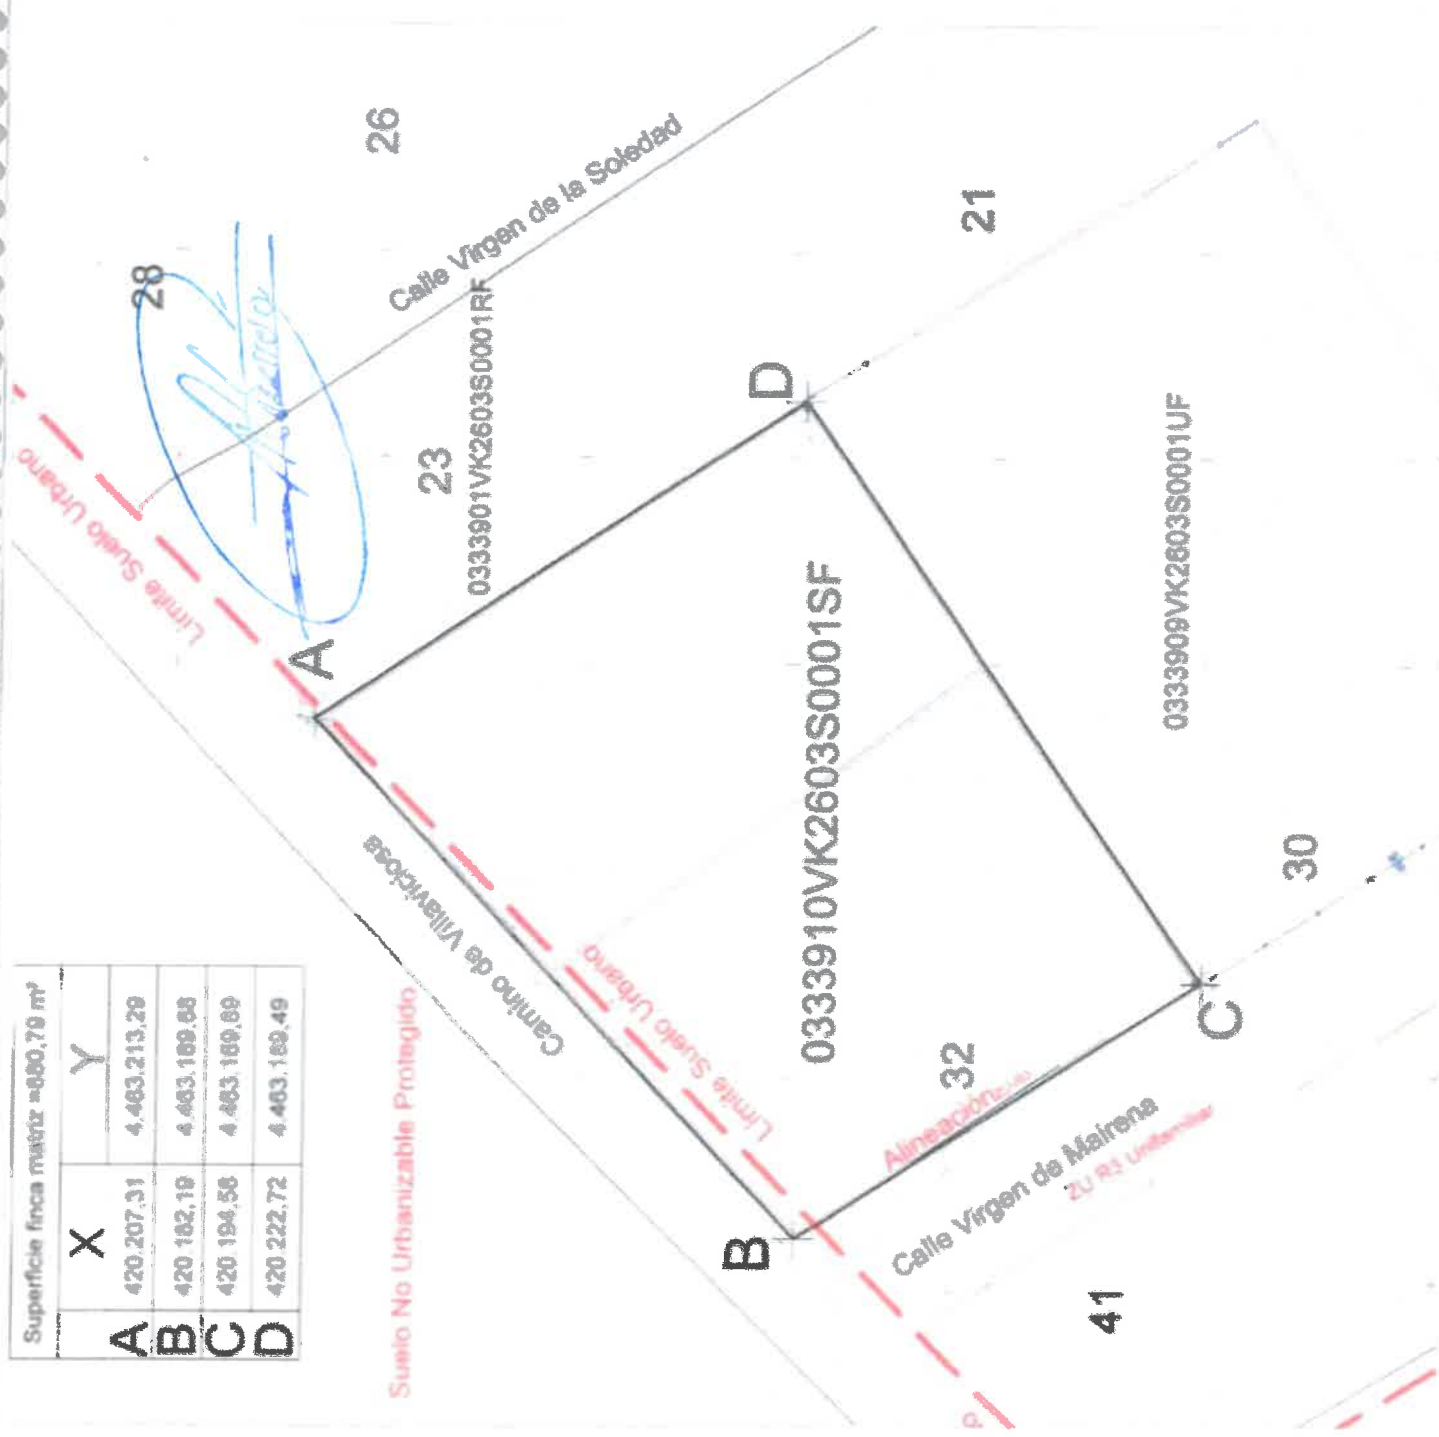 Superficie finca matriz =680,79 m²
X Y
A 420.207,31 4.463.213,29
B 420.182,19 4.463.189,68
C 420.194,58 4.463.169,69
D 420.222,72 4.463.189,49
Suelo No Urbanizable Protegido
Límite Suelo Urbano
Camino de Villaviciosa
Límite Suelo Urbano
28
26
Calle Virgen de la Soledad
23
0333901VK2603S0001RF
A
B
C
D
21
0333910VK2603S0001SF
32
Alineación
Calle Virgen de Mairena
ZU R3 Unifamiliar
41
30
0333909VK2603S0001UF